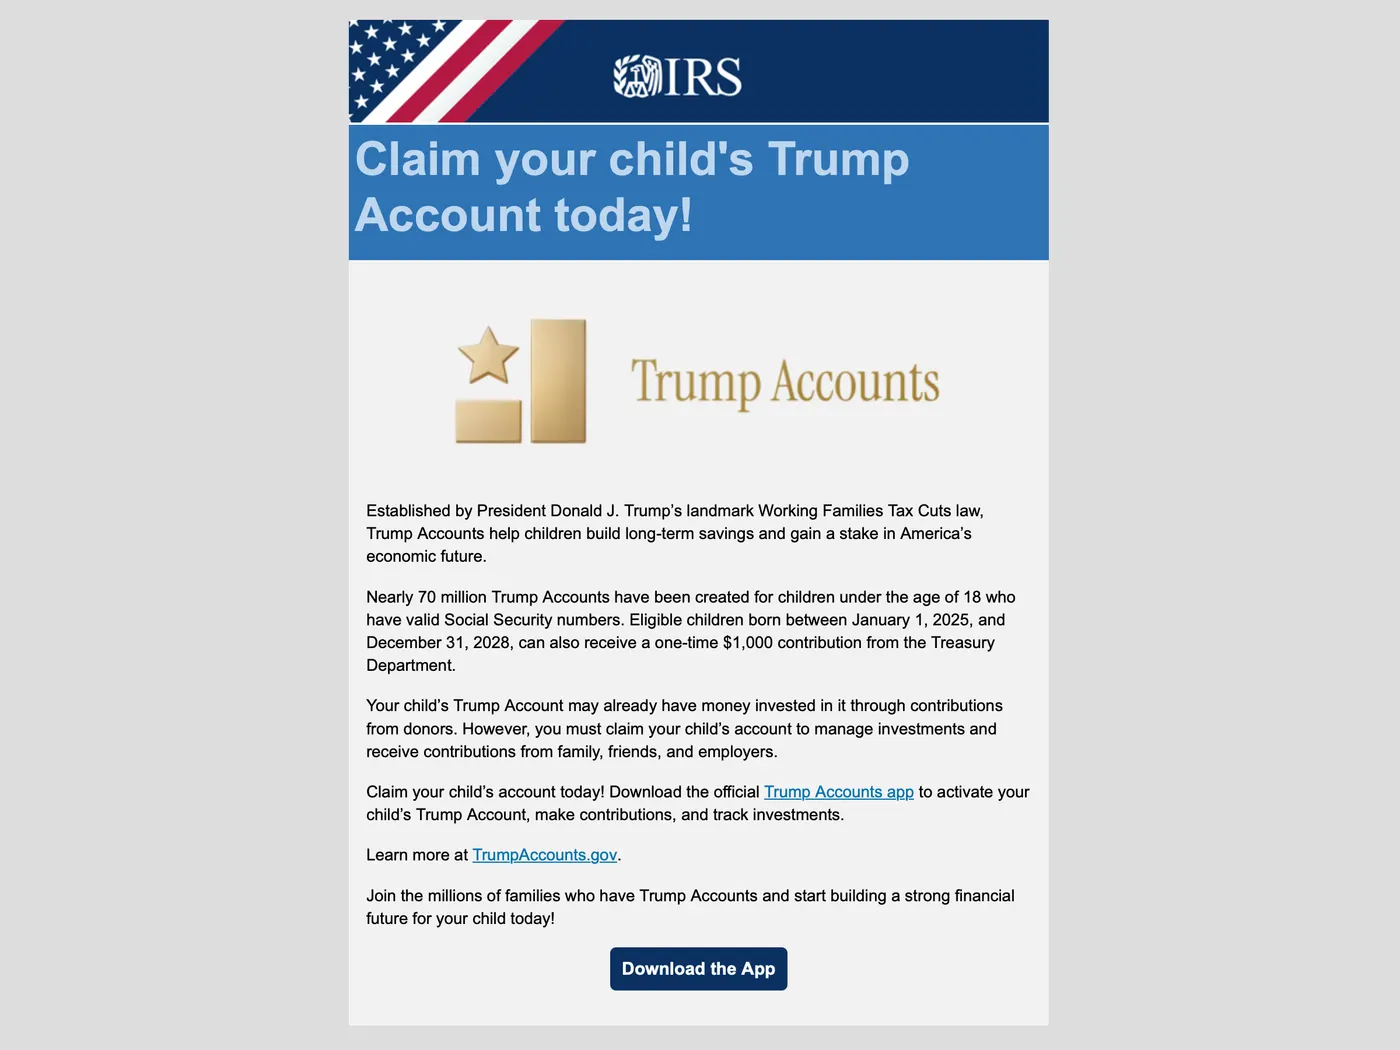 IRS
Claim your child's Trump
Account today!
Trump Accounts
Established by President Donald J. Trump’s landmark Working Families Tax Cuts law,
Trump Accounts help children build long-term savings and gain a stake in America’s
economic future.
Nearly 70 million Trump Accounts have been created for children under the age of 18 who
have valid Social Security numbers. Eligible children born between January 1, 2025, and
December 31, 2028, can also receive a one-time $1,000 contribution from the Treasury
Department.
Your child’s Trump Account may already have money invested in it through contributions
from donors. However, you must claim your child’s account to manage investments and
receive contributions from family, friends, and employers.
Claim your child’s account today! Download the official Trump Accounts app to activate your
child’s Trump Account, make contributions, and track investments.
Learn more at TrumpAccounts.gov.
Join the millions of families who have Trump Accounts and start building a strong financial
future for your child today!
Download the App